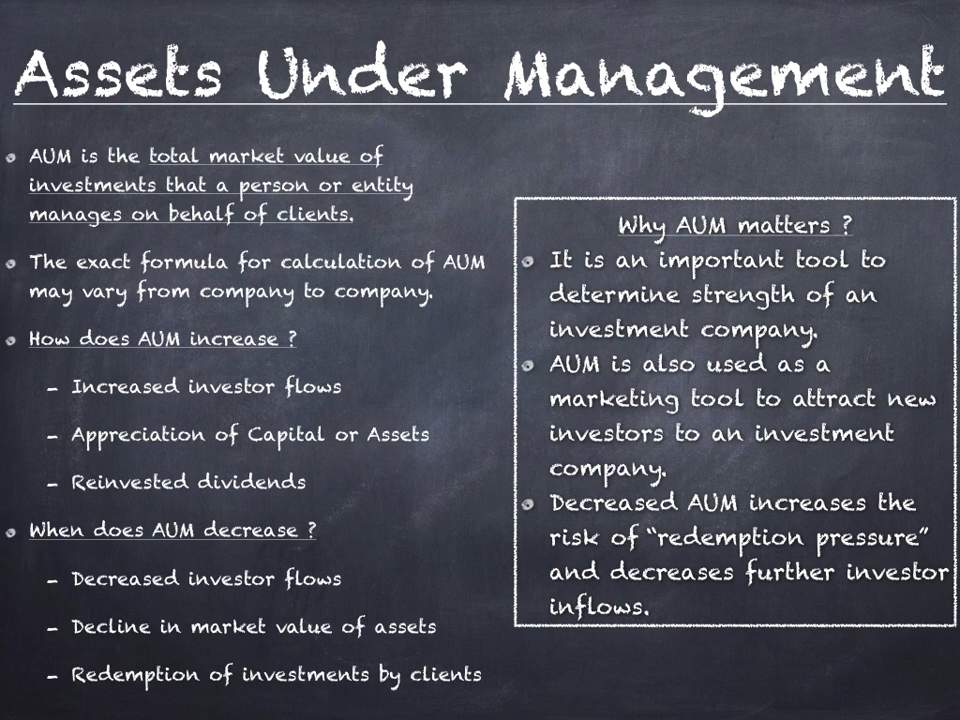 Assets Under Management
AUM is the total market value of
investments that a person or entity
manages on behalf of clients.
The exact formula for calculation of AUM
may vary from company to company.
How does AUM increase ?
- Increased investor flows
- Appreciation of Capital or Assets
- Reinvested dividends
When does AUM decrease ?
- Decreased investor flows
- Decline in market value of assets
- Redemption of investments by clients
Why AUM matters ?
It is an important tool to
determine strength of an
investment company.
AUM is also used as a
marketing tool to attract new
investors to an investment
company.
Decreased AUM increases the
risk of “redemption pressure”
and decreases further investor
inflows.